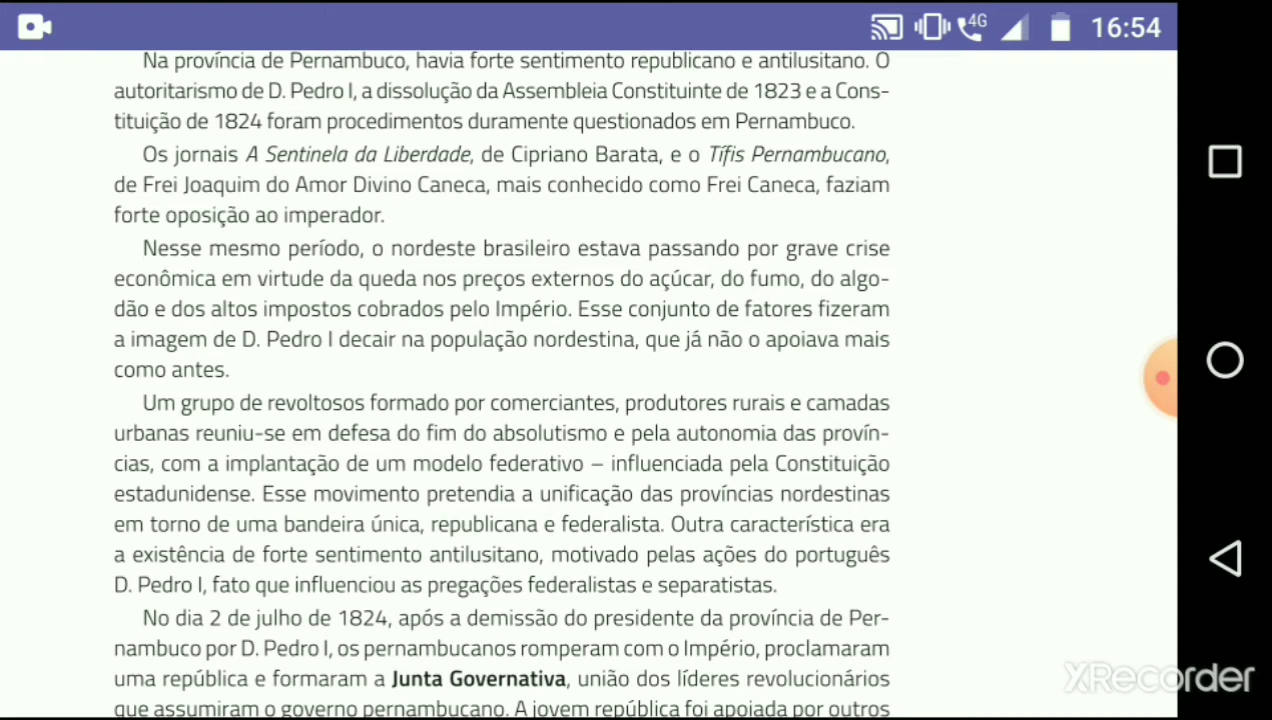 4G 16:54
Na província de Pernambuco, havia forte sentimento republicano e antilusitano. O
autoritarismo de D. Pedro I, a dissolução da Assembleia Constituinte de 1823 e a Cons-
tituição de 1824 foram procedimentos duramente questionados em Pernambuco.
Os jornais A Sentinela da Liberdade, de Cipriano Barata, e o Tífis Pernambucano,
de Frei Joaquim do Amor Divino Caneca, mais conhecido como Frei Caneca, faziam
forte oposição ao imperador.
Nesse mesmo período, o nordeste brasileiro estava passando por grave crise
econômica em virtude da queda nos preços externos do açúcar, do fumo, do algo-
dão e dos altos impostos cobrados pelo Império. Esse conjunto de fatores fizeram
a imagem de D. Pedro I decair na população nordestina, que já não o apoiava mais
como antes.
Um grupo de revoltosos formado por comerciantes, produtores rurais e camadas
urbanas reuniu-se em defesa do fim do absolutismo e pela autonomia das provín-
cias, com a implantação de um modelo federativo – influenciada pela Constituição
estadunidense. Esse movimento pretendia a unificação das províncias nordestinas
em torno de uma bandeira única, republicana e federalista. Outra característica era
a existência de forte sentimento antilusitano, motivado pelas ações do português
D. Pedro I, fato que influenciou as pregações federalistas e separatistas.
No dia 2 de julho de 1824, após a demissão do presidente da província de Per-
nambuco por D. Pedro I, os pernambucanos romperam com o Império, proclamaram
uma república e formaram a Junta Governativa, união dos líderes revolucionários
que assumiram o governo pernambucano. A jovem república foi apoiada por outros
XRecorder